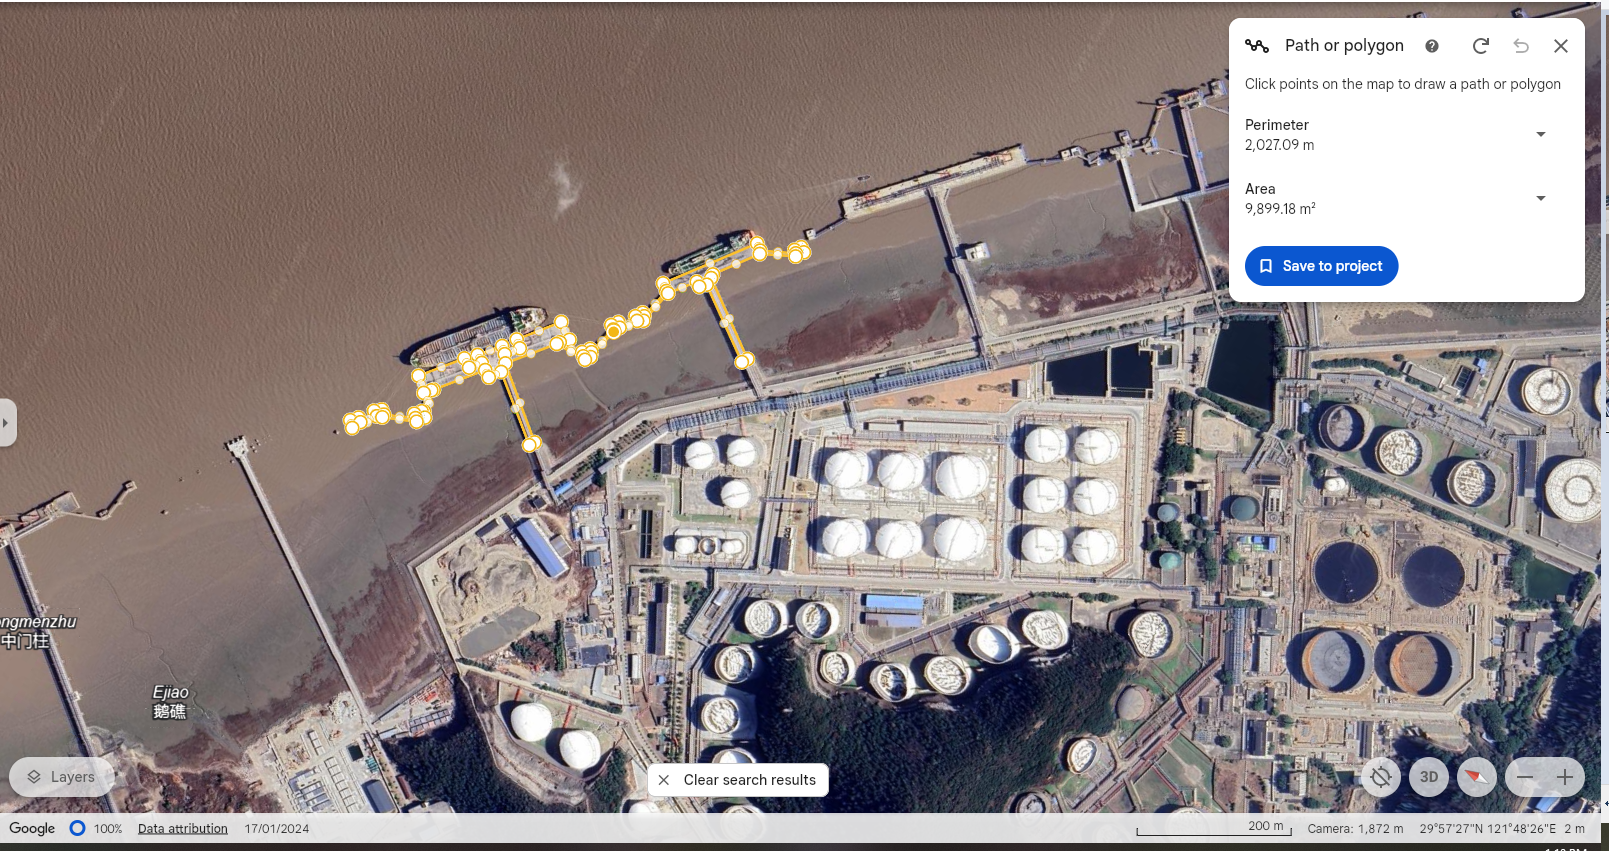 Path or polygon
Click points on the map to draw a path or polygon
Perimeter
2,027.09 m
Area
9,899.18 m²
Save to project
ongmenzhu
中门柱
Ejiao
鹅礁
Layers
Clear search results
3D
Google
100%
Data attribution
17/01/2024
200 m
Camera: 1,872 m
29°57'27"N 121°48'26"E
2 m